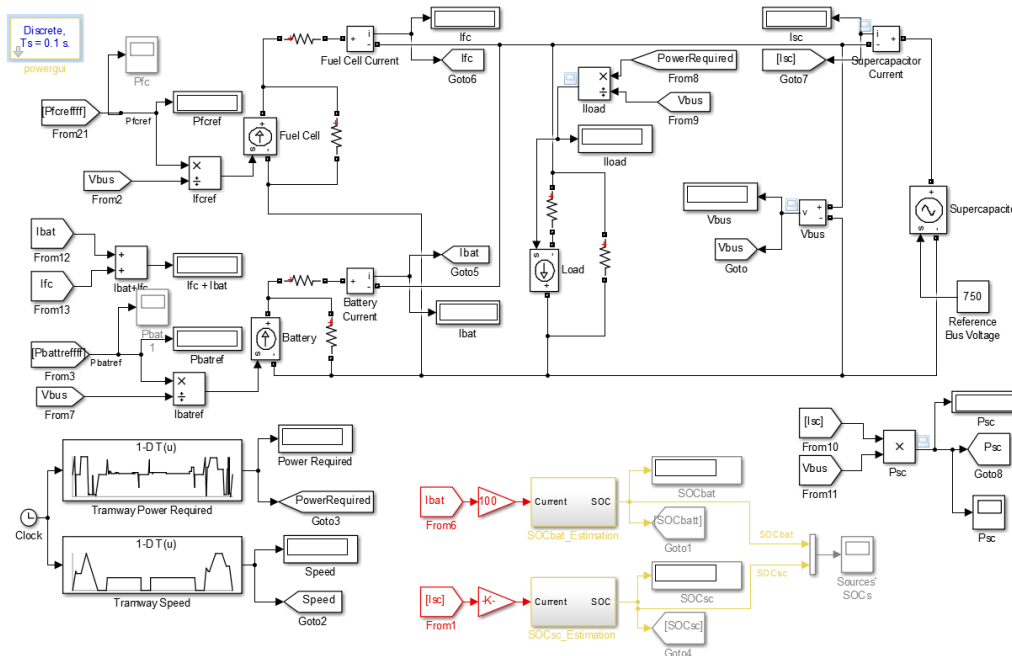 Discrete,
Ts = 0.1 s.
powergui
Pfc
[Pfcreffff]
From21
Pfcref
Pfcref
Vbus
From2
×
÷
Ifcref
s
+
-
Fuel Cell
+
-
i
Fuel Cell Current
Ifc
Ifc
Goto6
Isc
[Isc]
Goto7
i
+
-
Supercapacitor
Current
PowerRequired
From8
×
÷
Iload
Vbus
From9
Iload
s
+
-
Load
Vbus
Vbus
Goto
v
+
-
Vbus
s
+
-
Supercapacito
750
Reference
Bus Voltage
Ibat
From12
Ifc
From13
+
+
Ibat+Ifc
Ifc + Ibat
Pbat
1
[Pbattreffff]
From3
Pbatref
Pbatref
Vbus
From7
×
÷
Ibatref
s
+
-
Battery
+
-
i
Battery
Current
Ibat
Goto5
Ibat
Clock
1-D T(u)
Tramway Power Required
Power Required
PowerRequired
Goto3
1-D T(u)
Tramway Speed
Speed
Speed
Goto2
Ibat
From6
100
Current
SOC
SOCbat_Estimation
SOCbat
[SOCbatt]
Goto1
[Isc]
From1
-K-
Current
SOC
SOCsc_Estimation
SOCsc
[SOCsc]
Goto4
SOCbat
SOCsc
Sources'
SOCs
[Isc]
From10
Vbus
From11
×
Psc
Psc
Psc
Goto8
Psc